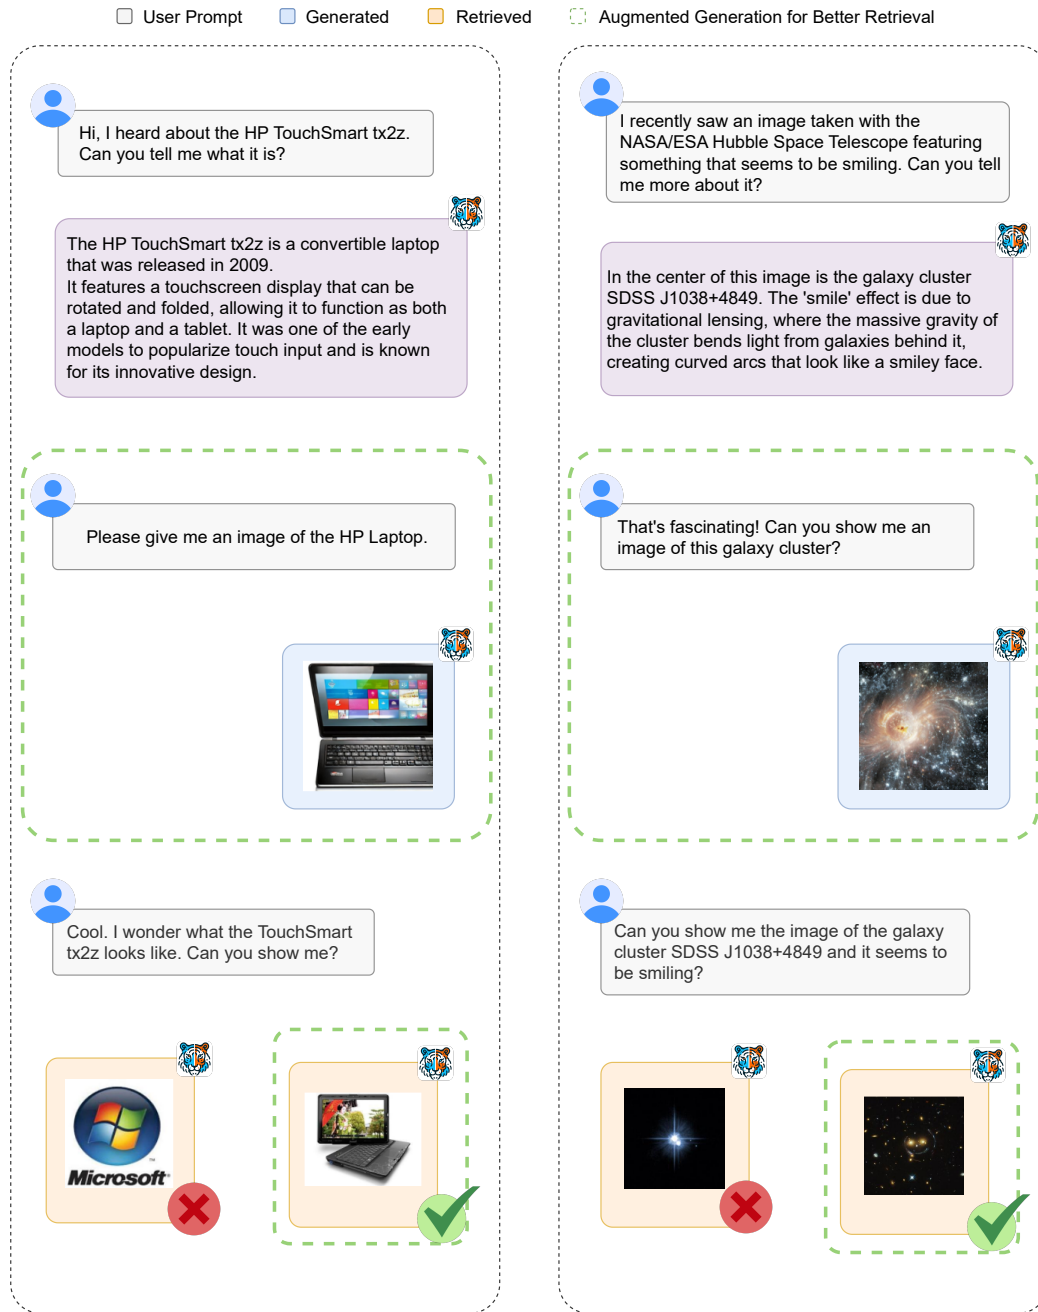 User Prompt
Generated
Retrieved
Augmented Generation for Better Retrieval
Hi, I heard about the HP TouchSmart tx2z.
Can you tell me what it is?
The HP TouchSmart tx2z is a convertible laptop
that was released in 2009.
It features a touchscreen display that can be
rotated and folded, allowing it to function as both
a laptop and a tablet. It was one of the early
models to popularize touch input and is known
for its innovative design.
Please give me an image of the HP Laptop.
Cool. I wonder what the TouchSmart
tx2z looks like. Can you show me?
Microsoft
I recently saw an image taken with the
NASA/ESA Hubble Space Telescope featuring
something that seems to be smiling. Can you tell
me more about it?
In the center of this image is the galaxy cluster
SDSS J1038+4849. The 'smile' effect is due to
gravitational lensing, where the massive gravity of
the cluster bends light from galaxies behind it,
creating curved arcs that look like a smiley face.
That's fascinating! Can you show me an
image of this galaxy cluster?
Can you show me the image of the galaxy
cluster SDSS J1038+4849 and it seems to
be smiling?